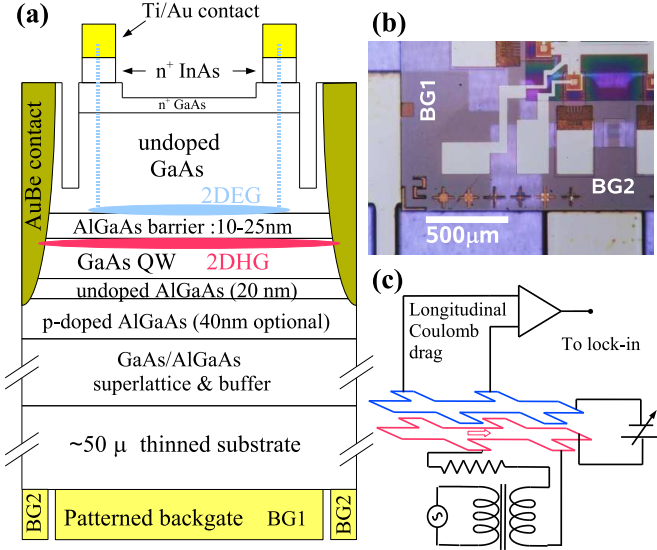 (a)
Ti/Au contact
n⁺ InAs
n⁺ GaAs
undoped
GaAs
AuBe contact
2DEG
AlGaAs barrier :10-25nm
GaAs QW 2DHG
undoped AlGaAs (20 nm)
p-doped AlGaAs (40nm optional)
GaAs/AlGaAs
superlattice & buffer
~50 μ thinned substrate
BG2
Patterned backgate BG1
BG2
(b)
BG1
BG2
500μm
(c)
Longitudinal
Coulomb
drag
To lock-in
S